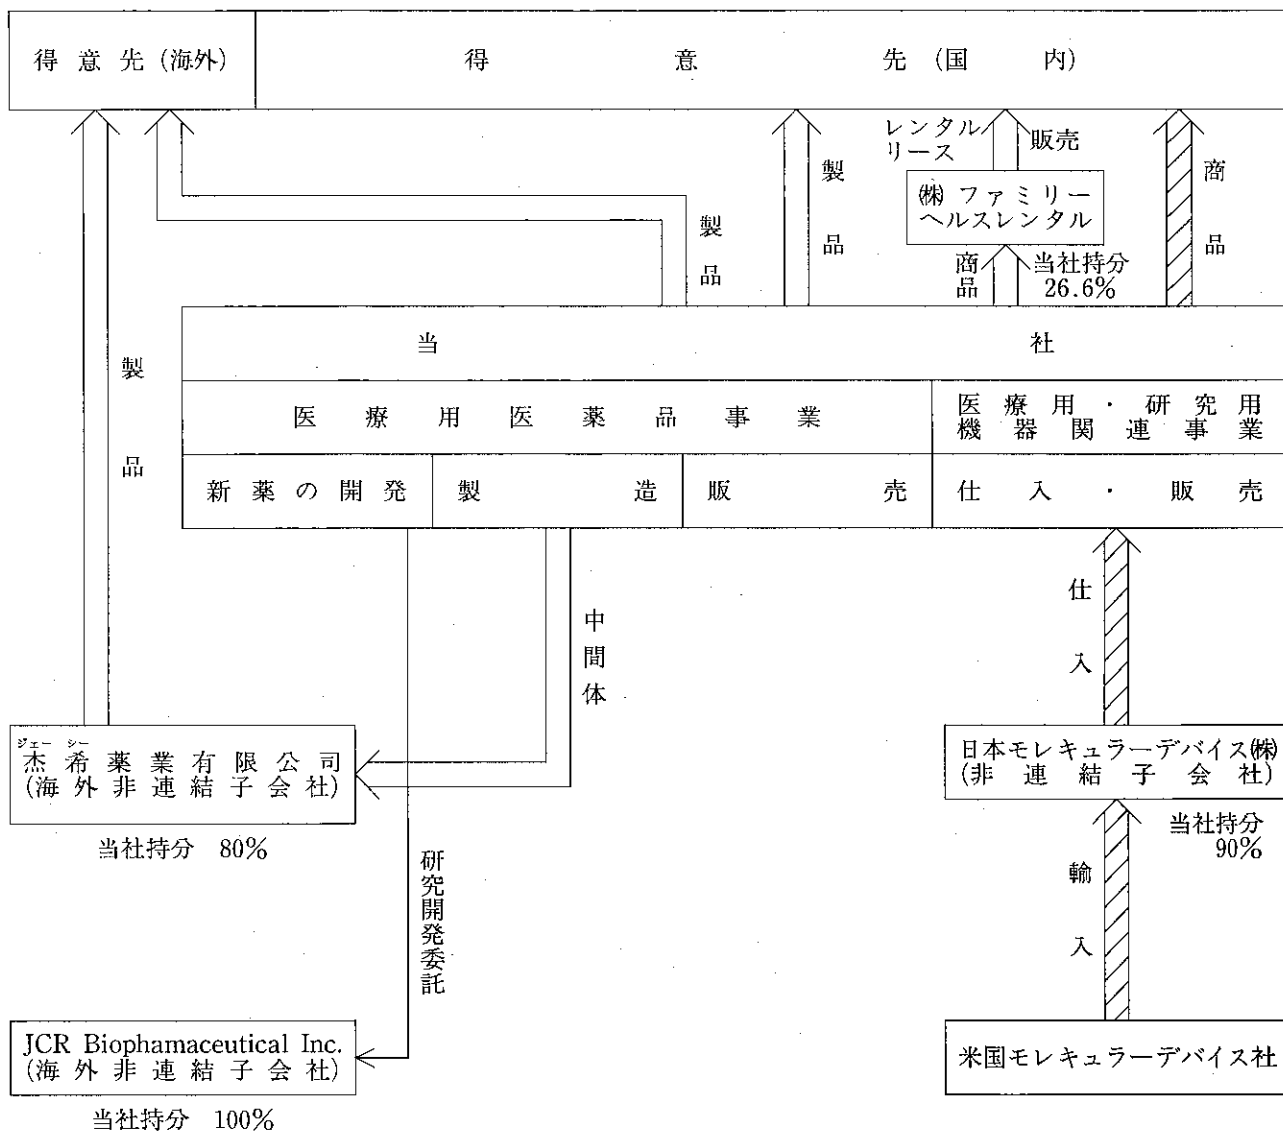 得意先(海外)
得意先(国内)
レンタル
リース
販売
㈱ファミリー
ヘルスレンタル
製品
製品
商品
当社持分
26.6%
商品
製品
当社
医療用医薬品事業
医療用・研究用
機器関連事業
新薬の開発
製造
販売
仕入・販売
中間体
仕入
ジェー シー
杰希薬業有限公司
(海外非連結子会社)
当社持分 80%
日本モレキュラーデバイス㈱
(非連結子会社)
当社持分
90%
研究開発委託
輸入
JCR Biophamaceutical Inc.
(海外非連結子会社)
当社持分 100%
米国モレキュラーデバイス社